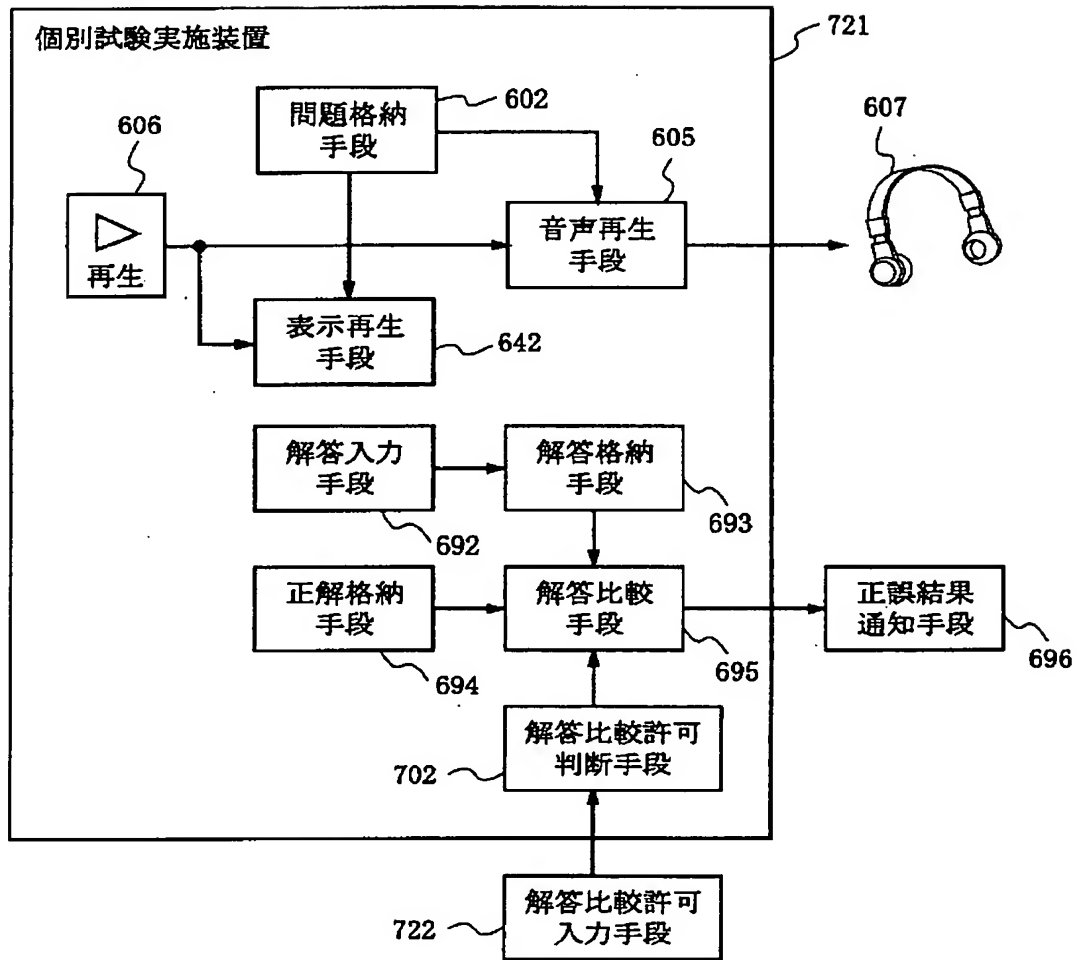 個別試験実施装置
721
問題格納
手段
602
606
607
605
再生
音声再生
手段
表示再生
手段
642
解答入力
手段
解答格納
手段
692
693
正解格納
手段
解答比較
手段
正誤結果
通知手段
694
695
696
解答比較許可
判断手段
702
解答比較許可
入力手段
722